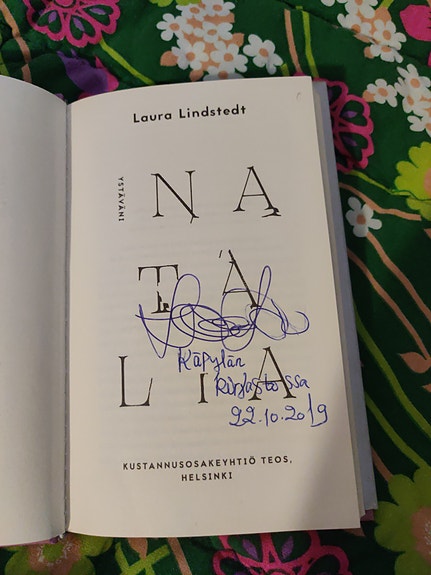 Laura Lindstedt
YSTÄVÄNI
NA
TA
LIA
Käpylän
kirjastossa
22.10.2019
KUSTANNUSOSAKEYHTIÖ TEOS,
HELSINKI